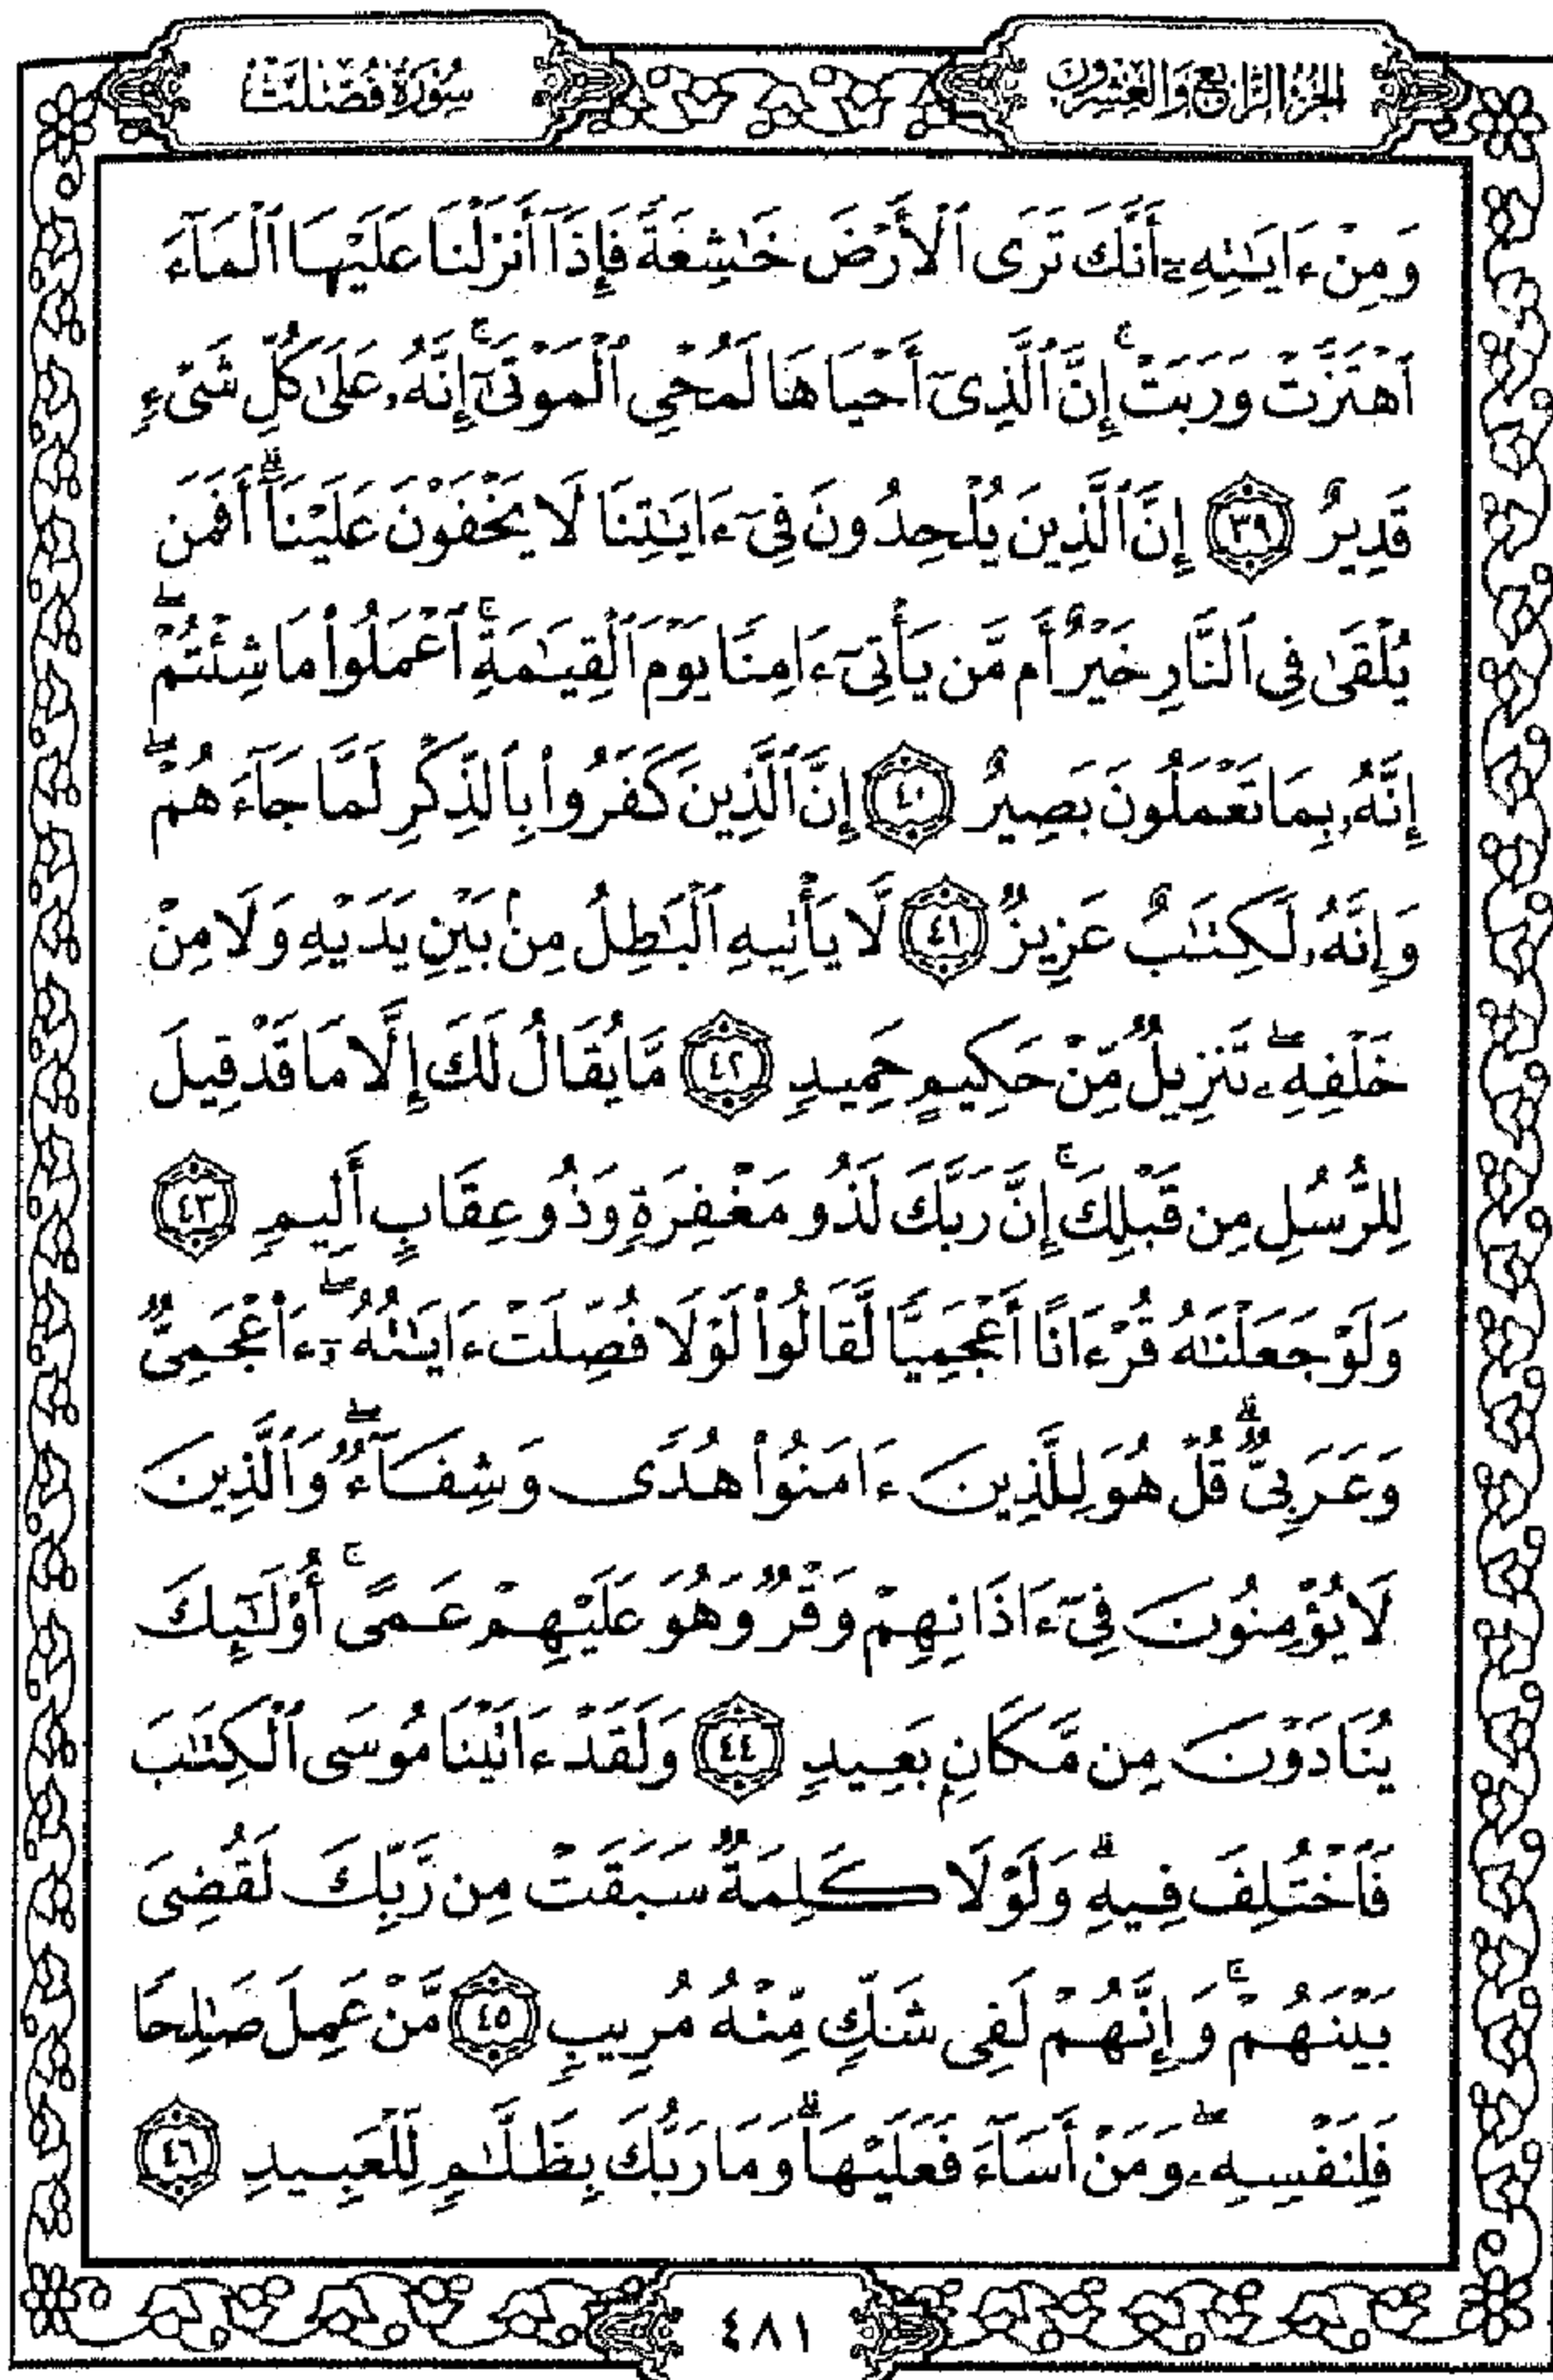 الجزء الرابع والعشرون
سورة فصلت
وَمِنْ ءَايَٰتِهِۦٓ أَنَّكَ تَرَى ٱلْأَرْضَ خَٰشِعَةً فَإِذَآ أَنزَلْنَا عَلَيْهَا ٱلْمَآءَ
ٱهْتَزَّتْ وَرَبَتْ ۚ إِنَّ ٱلَّذِىٓ أَحْيَاهَا لَمُحْىِ ٱلْمَوْتَىٰٓ ۚ إِنَّهُۥ عَلَىٰ كُلِّ شَىْءٍ
قَدِيرٌ ٣٩ إِنَّ ٱلَّذِينَ يُلْحِدُونَ فِىٓ ءَايَٰتِنَا لَا يَخْفَوْنَ عَلَيْنَآ ۗ أَفَمَن
يُلْقَىٰ فِى ٱلنَّارِ خَيْرٌ أَم مَّن يَأْتِىٓ ءَامِنًا يَوْمَ ٱلْقِيَٰمَةِ ۚ ٱعْمَلُوا۟ مَا شِئْتُمْ ۖ
إِنَّهُۥ بِمَا تَعْمَلُونَ بَصِيرٌ ٤٠ إِنَّ ٱلَّذِينَ كَفَرُوا۟ بِٱلذِّكْرِ لَمَّا جَآءَهُمْ ۖ
وَإِنَّهُۥ لَكِتَٰبٌ عَزِيزٌ ٤١ لَّا يَأْتِيهِ ٱلْبَٰطِلُ مِنۢ بَيْنِ يَدَيْهِ وَلَا مِنْ
خَلْفِهِۦ ۖ تَنزِيلٌ مِّنْ حَكِيمٍ حَمِيدٍ ٤٢ مَّا يُقَالُ لَكَ إِلَّا مَا قَدْ قِيلَ
لِلرُّسُلِ مِن قَبْلِكَ ۚ إِنَّ رَبَّكَ لَذُو مَغْفِرَةٍ وَذُو عِقَابٍ أَلِيمٍ ٤٣
وَلَوْ جَعَلْنَٰهُ قُرْءَانًا أَعْجَمِيًّا لَّقَالُوا۟ لَوْلَا فُصِّلَتْ ءَايَٰتُهُۥٓ ۖ ءَا۬عْجَمِىٌّ
وَعَرَبِىٌّ ۗ قُلْ هُوَ لِلَّذِينَ ءَامَنُوا۟ هُدًى وَشِفَآءٌ ۖ وَٱلَّذِينَ
لَا يُؤْمِنُونَ فِىٓ ءَاذَانِهِمْ وَقْرٌ وَهُوَ عَلَيْهِمْ عَمًى ۚ أُو۟لَٰٓئِكَ
يُنَادَوْنَ مِن مَّكَانٍۭ بَعِيدٍ ٤٤ وَلَقَدْ ءَاتَيْنَا مُوسَى ٱلْكِتَٰبَ
فَٱخْتُلِفَ فِيهِ ۗ وَلَوْلَا كَلِمَةٌ سَبَقَتْ مِن رَّبِّكَ لَقُضِىَ
بَيْنَهُمْ ۚ وَإِنَّهُمْ لَفِى شَكٍّ مِّنْهُ مُرِيبٍ ٤٥ مَّنْ عَمِلَ صَٰلِحًا
فَلِنَفْسِهِۦ ۖ وَمَنْ أَسَآءَ فَعَلَيْهَا ۗ وَمَا رَبُّكَ بِظَلَّٰمٍ لِّلْعَبِيدِ ٤٦
٤٨١